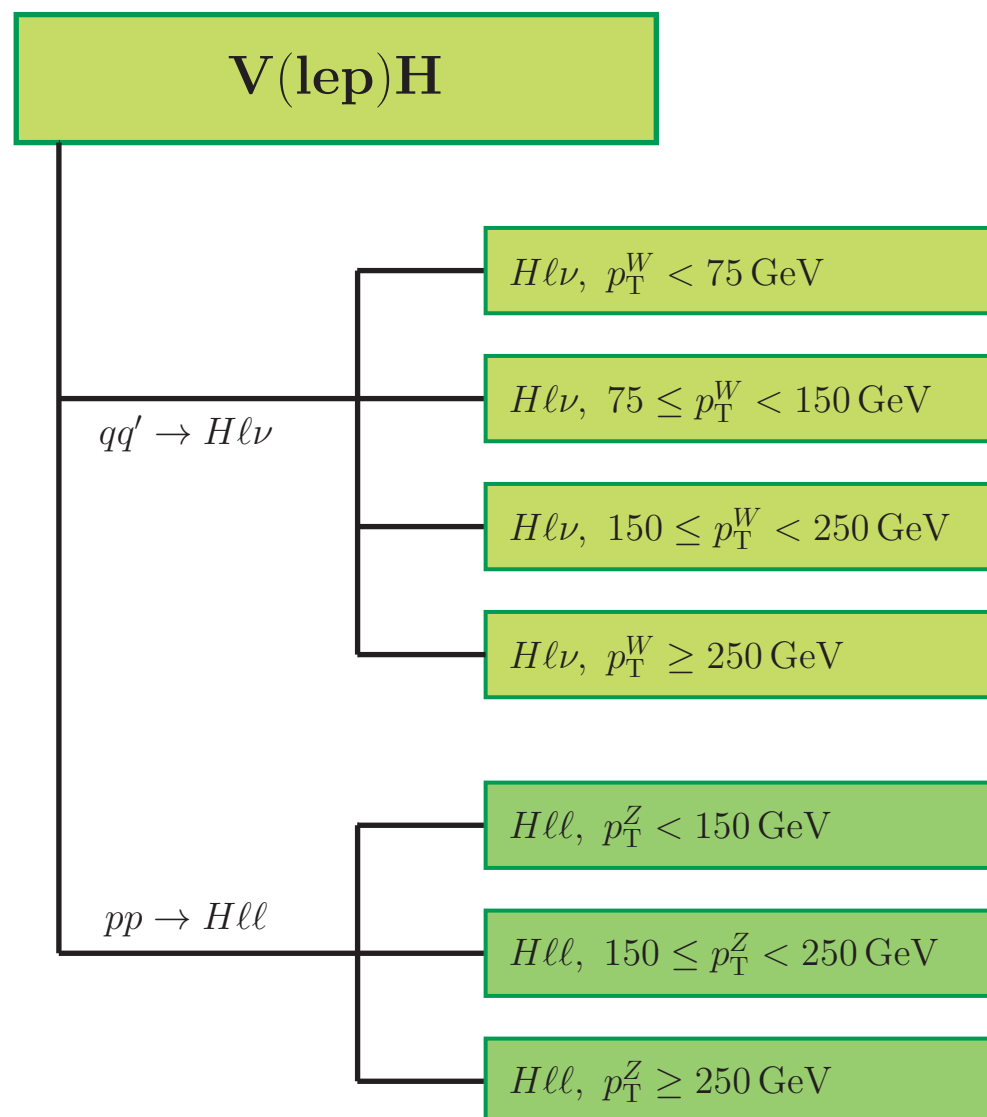 V(lep)H
Hℓν, p_T^W < 75 GeV
Hℓν, 75 ≤ p_T^W < 150 GeV
qq′ → Hℓν
Hℓν, 150 ≤ p_T^W < 250 GeV
Hℓν, p_T^W ≥ 250 GeV
Hℓℓ, p_T^Z < 150 GeV
pp → Hℓℓ
Hℓℓ, 150 ≤ p_T^Z < 250 GeV
Hℓℓ, p_T^Z ≥ 250 GeV